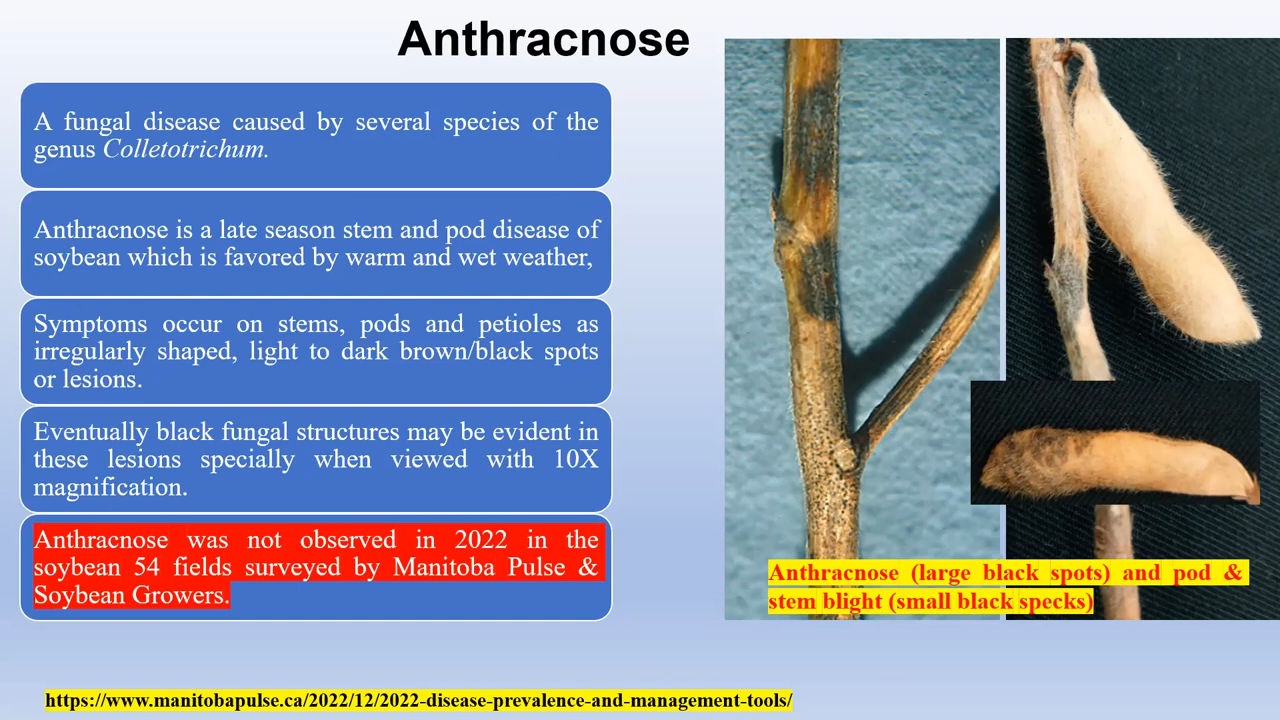 Anthracnose
A fungal disease caused by several species of the
genus Colletotrichum.
Anthracnose is a late season stem and pod disease of
soybean which is favored by warm and wet weather,
Symptoms occur on stems, pods and petioles as
irregularly shaped, light to dark brown/black spots
or lesions.
Eventually black fungal structures may be evident in
these lesions specially when viewed with 10X
magnification.
Anthracnose was not observed in 2022 in the
soybean 54 fields surveyed by Manitoba Pulse &
Soybean Growers.
Anthracnose (large black spots) and pod &
stem blight (small black specks)
https://www.manitobapulse.ca/2022/12/2022-disease-prevalence-and-management-tools/